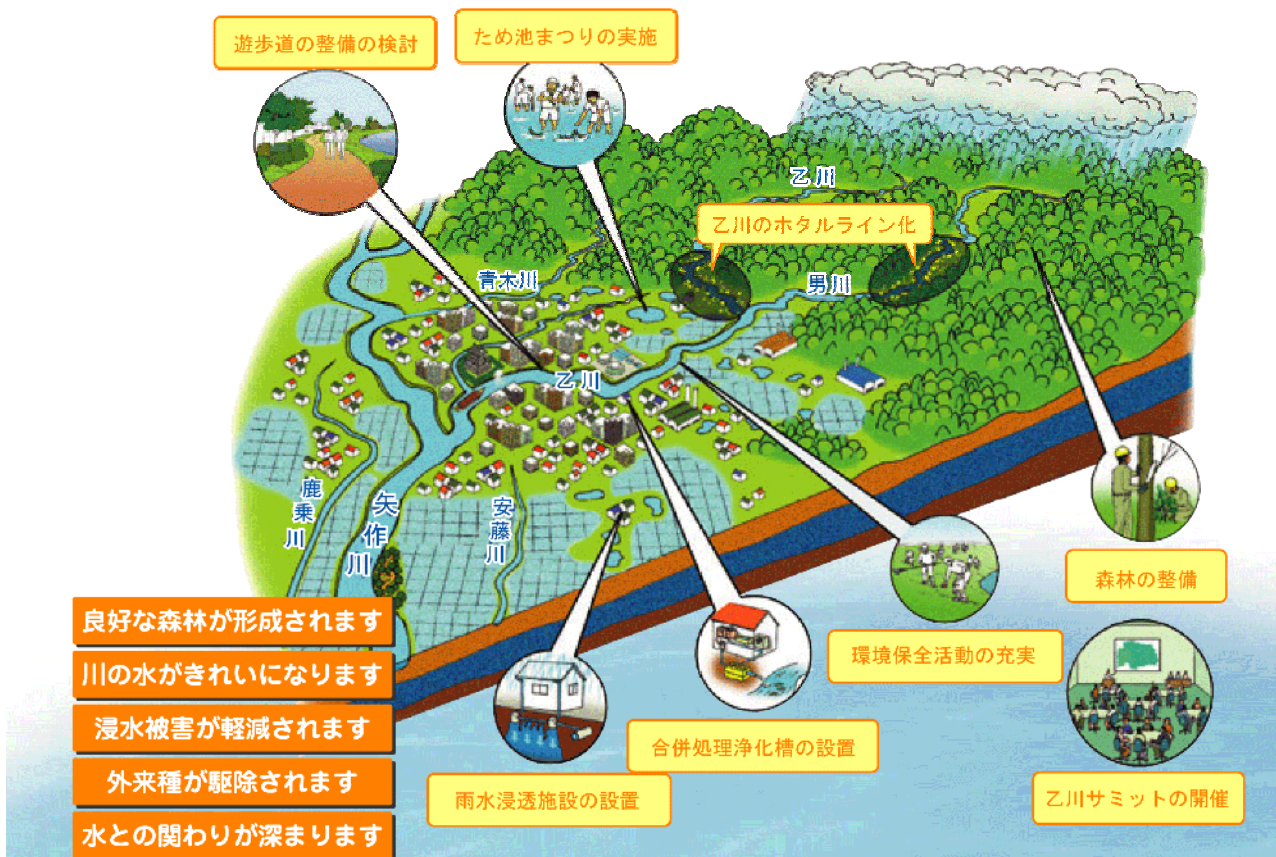 遊歩道の整備の検討
ため池まつりの実施
乙川
乙川のホタルライン化
青木川
男川
乙川
鹿乗川
矢作川
安藤川
森林の整備
良好な森林が形成されます
川の水がきれいになります
環境保全活動の充実
浸水被害が軽減されます
合併処理浄化槽の設置
外来種が駆除されます
雨水浸透施設の設置
乙川サミットの開催
水との関わりが深まります